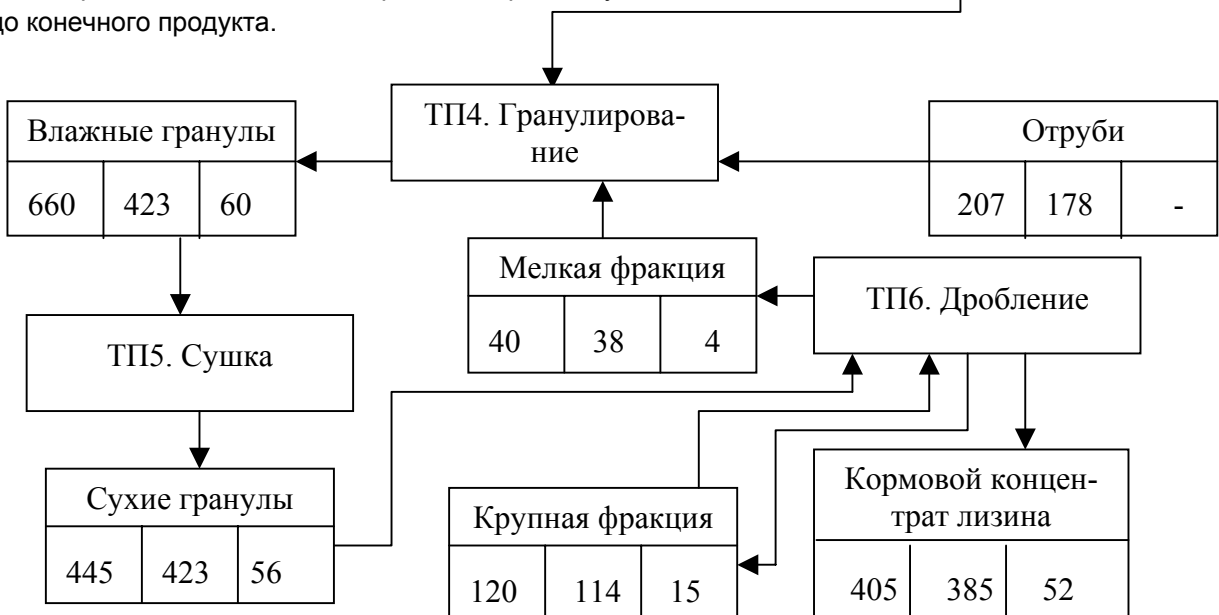 до конечного продукта.
ТП4. Гранулирова-
ние
Влажные гранулы
660 423 60
Отруби
207 178 -
Мелкая фракция
40 38 4
ТП6. Дробление
ТП5. Сушка
Сухие гранулы
445 423 56
Крупная фракция
120 114 15
Кормовой концен-
трат лизина
405 385 52